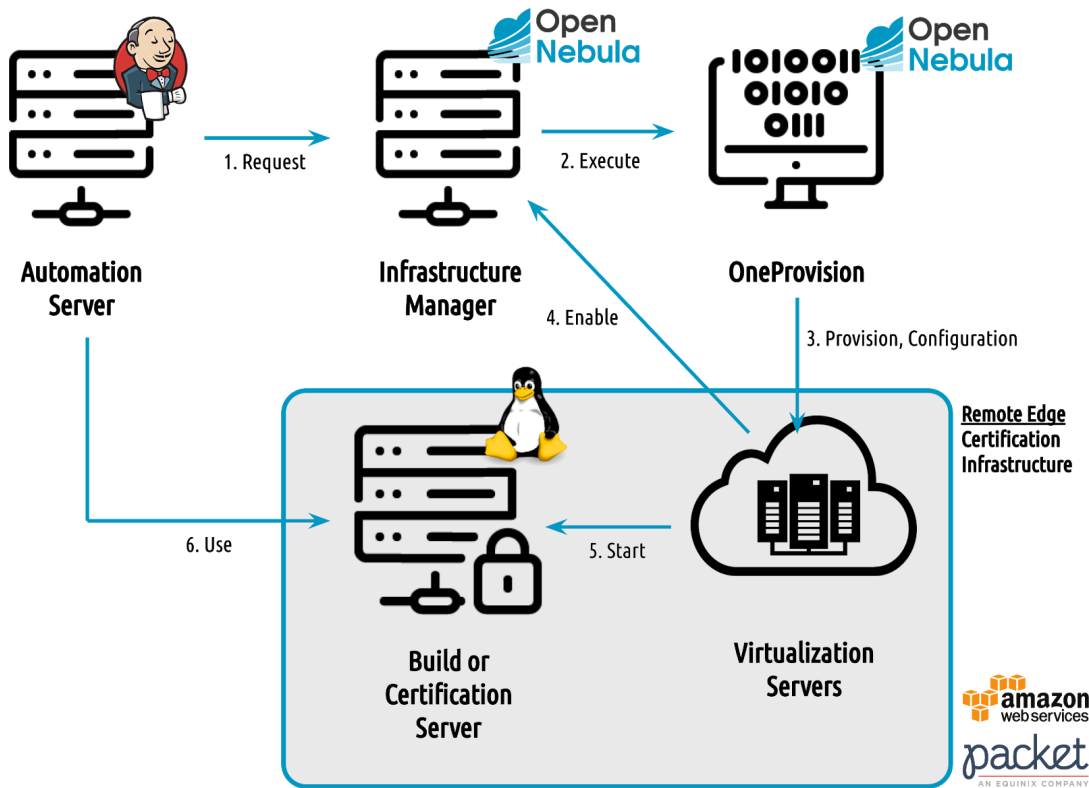 Open
Nebula
Open
Nebula
1010011
01010
0111
1. Request
2. Execute
Automation
Server
Infrastructure
Manager
OneProvision
4. Enable
3. Provision, Configuration
Remote Edge
Certification
Infrastructure
6. Use
5. Start
Build or
Certification
Server
Virtualization
Servers
amazon
webservices
packet
AN EQUINIX COMPANY